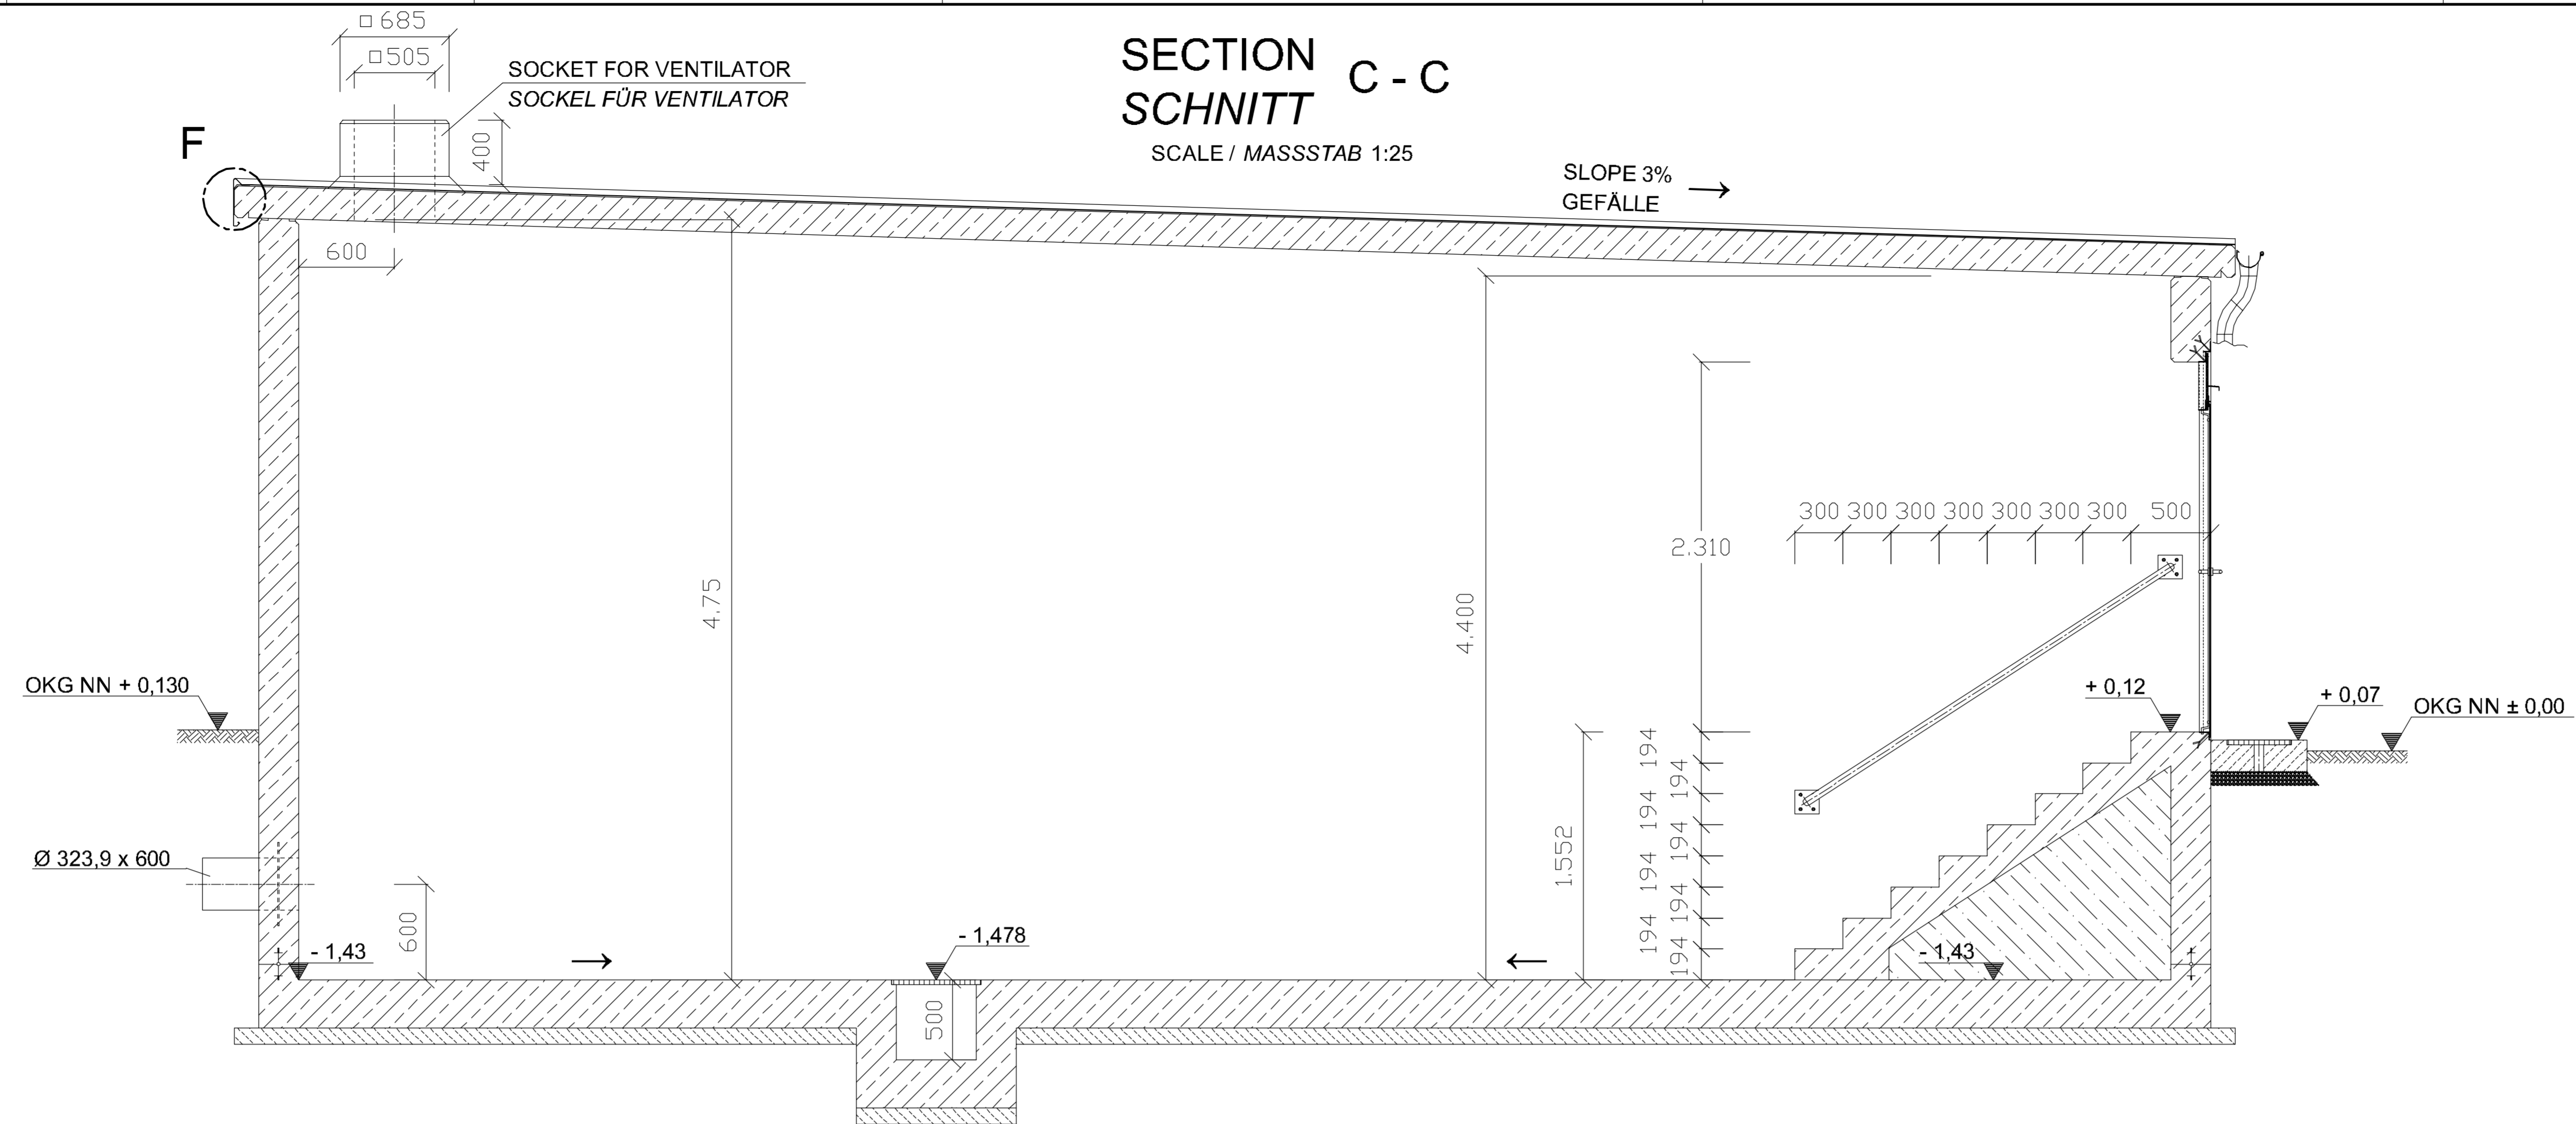 □ 685
□505
SOCKET FOR VENTILATOR
SOCKEL FÜR VENTILATOR
SECTION
SCHNITT
C - C
SCALE / MASSSTAB 1:25
F
400
SLOPE 3%
GEFÄLLE
600
300 300 300 300 300 300 300 500
2.310
4.75
4.400
OKG NN + 0,130
+ 0,12
+ 0,07
OKG NN ± 0,00
194
194
194
194
194
194
194
194
1.552
Ø 323,9 x 600
600
- 1,43
- 1,478
- 1,43
500